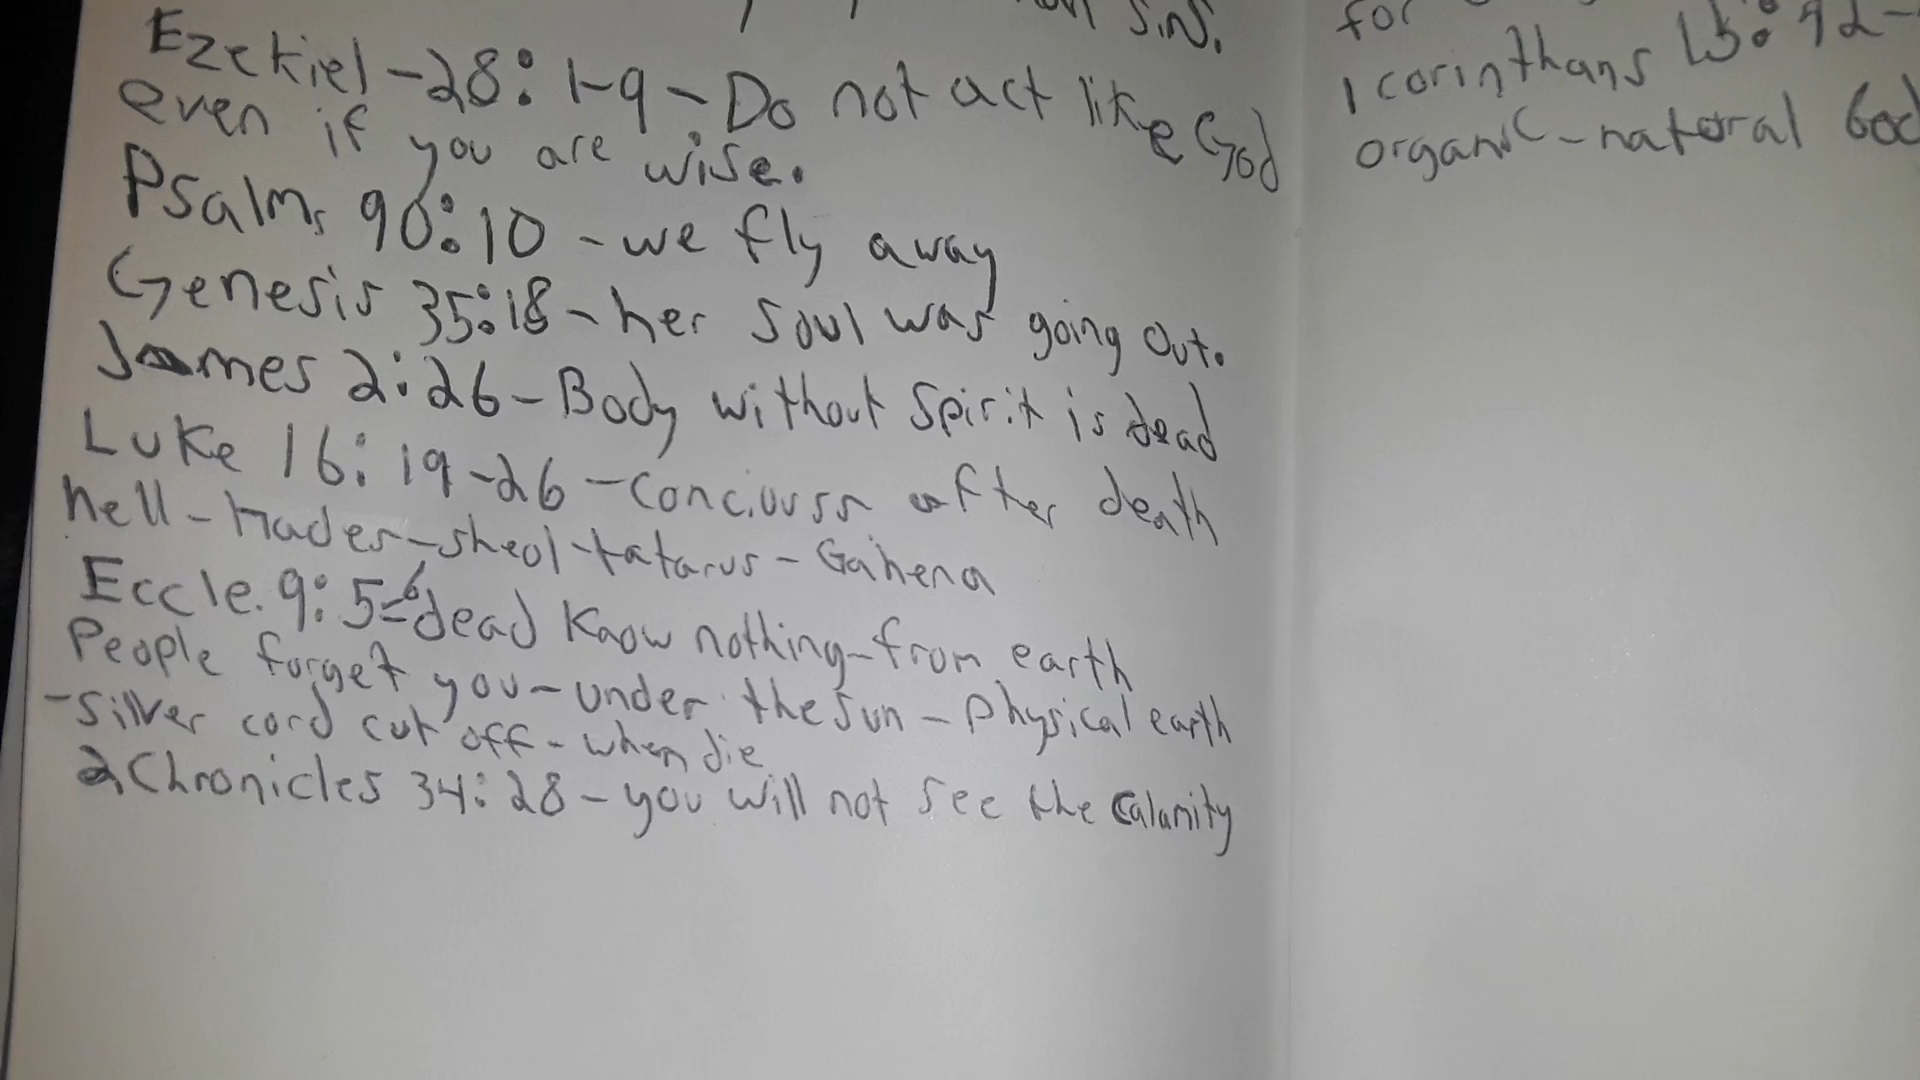 sins.
Ezekiel - 28: 1-9 - Do not act like God
even if you are wise.
Psalms 90:10 - we fly away
Genesis 35:18 - her soul was going out.
James 2:26 - Body without spirit is dead
Luke 16: 19-26 - conciouss after death
hell - Hades - sheol - tatarus - Gahena
Eccle. 9: 5-6 dead know nothing - from earth
People forget you - under the sun - Physical earth
- silver cord cut off - when die
2 Chronicles 34:28 - you will not see the calamity
for
1 corinthans 15:42-
organic - natural God